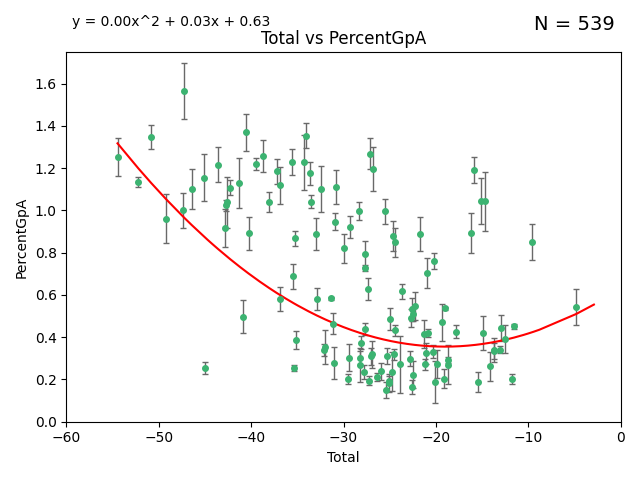 y = 0.00x^2 + 0.03x + 0.63
N = 539
Total vs PercentGpA
PercentGpA
1.6
1.4
1.2
1.0
0.8
0.6
0.4
0.2
0.0
−60 −50 −40 −30 −20 −10 0
Total